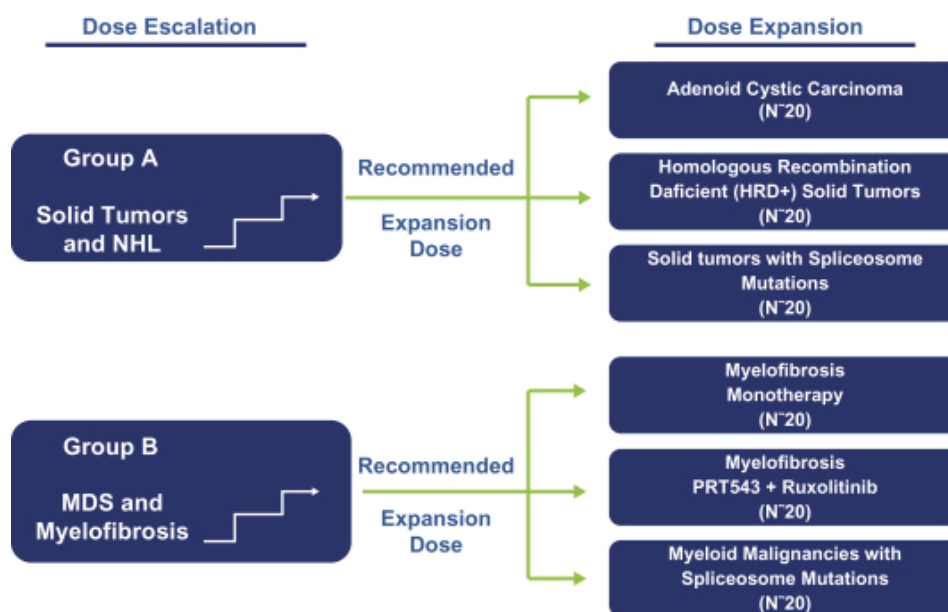 Dose Escalation
Dose Expansion
Group A
Solid Tumors
and NHL
Recommended
Expansion
Dose
Adenoid Cystic Carcinoma
(N~20)
Homologous Recombination
Daficient (HRD+) Solid Tumors
(N~20)
Solid tumors with Spliceosome
Mutations
(N~20)
Group B
MDS and
Myelofibrosis
Recommended
Expansion
Dose
Myelofibrosis
Monotherapy
(N~20)
Myelofibrosis
PRT543 + Ruxolitinib
(N~20)
Myeloid Malignancies with
Spliceosome Mutations
(N~20)